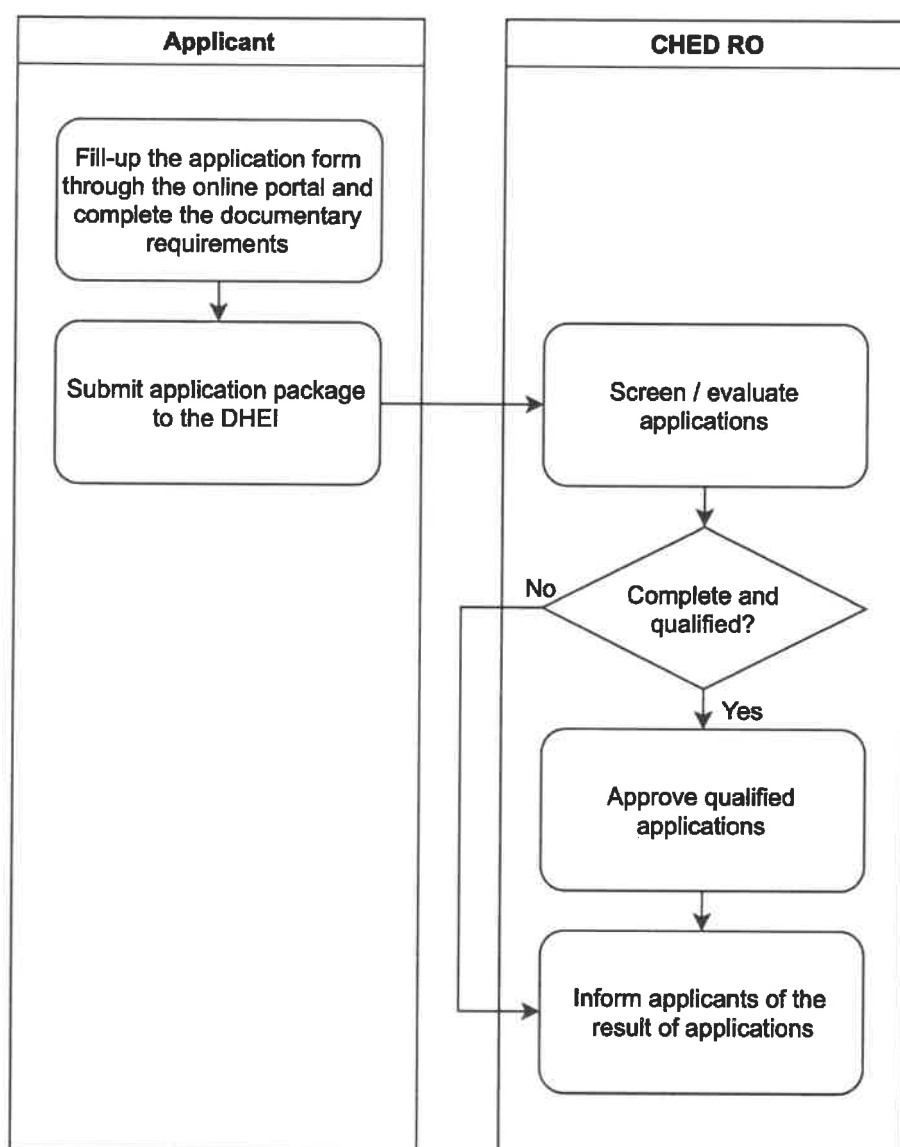 Applicant
CHED RO
Fill-up the application form
through the online portal and
complete the documentary
requirements
Submit application package
to the DHEI
Screen / evaluate
applications
Complete and
qualified?
No
Yes
Approve qualified
applications
Inform applicants of the
result of applications